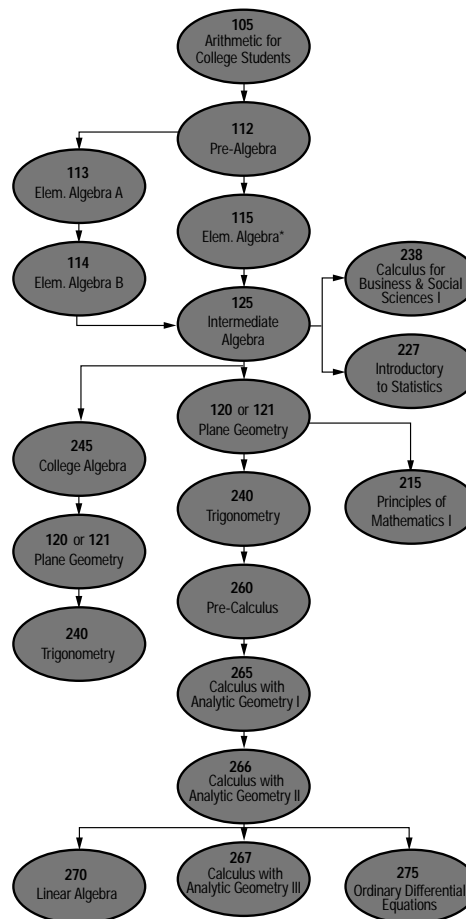 105
Arithmetic for
College Students
112
Pre-Algebra
113
Elem. Algebra A
115
Elem. Algebra*
114
Elem. Algebra B
238
Calculus for
Business & Social
Sciences I
125
Intermediate
Algebra
227
Introductory
to Statistics
120 or 121
Plane Geometry
245
College Algebra
215
Principles of
Mathematics I
240
Trigonometry
120 or 121
Plane Geometry
260
Pre-Calculus
240
Trigonometry
265
Calculus with
Analytic Geometry I
266
Calculus with
Analytic Geometry II
270
Linear Algebra
267
Calculus with
Analytic Geometry III
275
Ordinary Differential
Equations